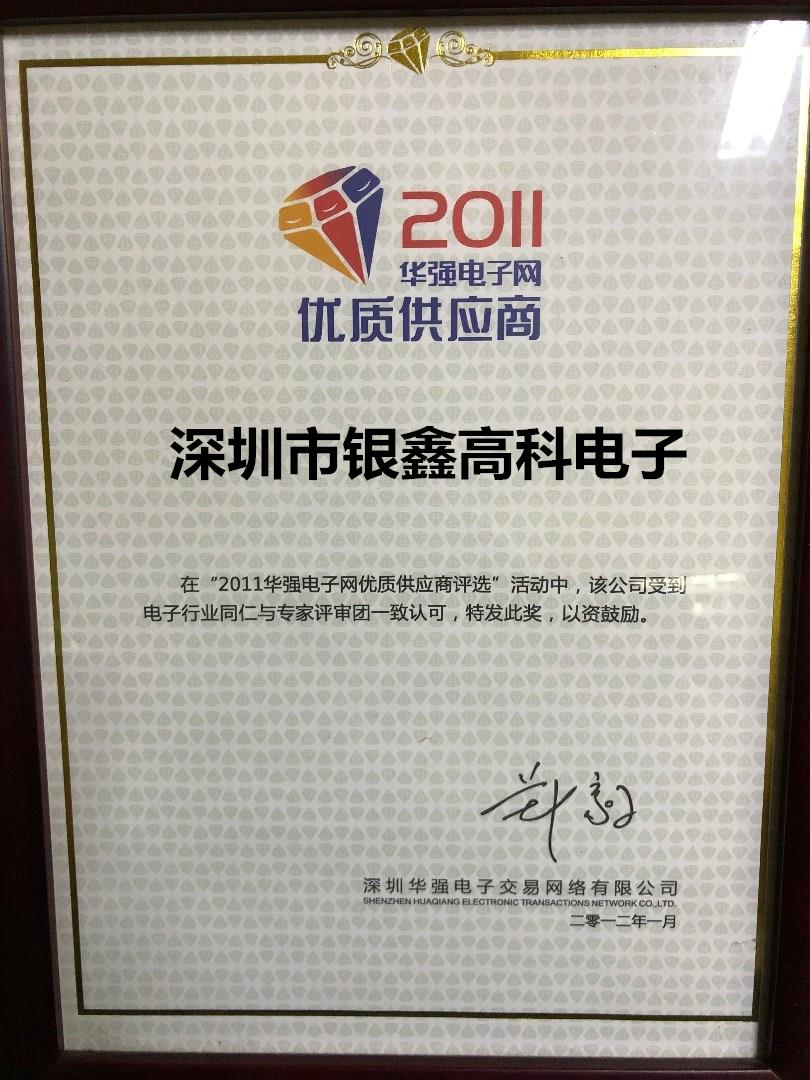 2011
华强电子网
优质供应商
深圳市银鑫高科电子
在“2011华强电子网优质供应商评选”活动中，该公司受到
电子行业同仁与专家评审团一致认可，特发此奖，以资鼓励。
深圳华强电子交易网络有限公司
SHENZHEN HUAQIANG ELECTRONIC TRANSACTIONS NETWORK CO.,LTD.
二零一二年一月